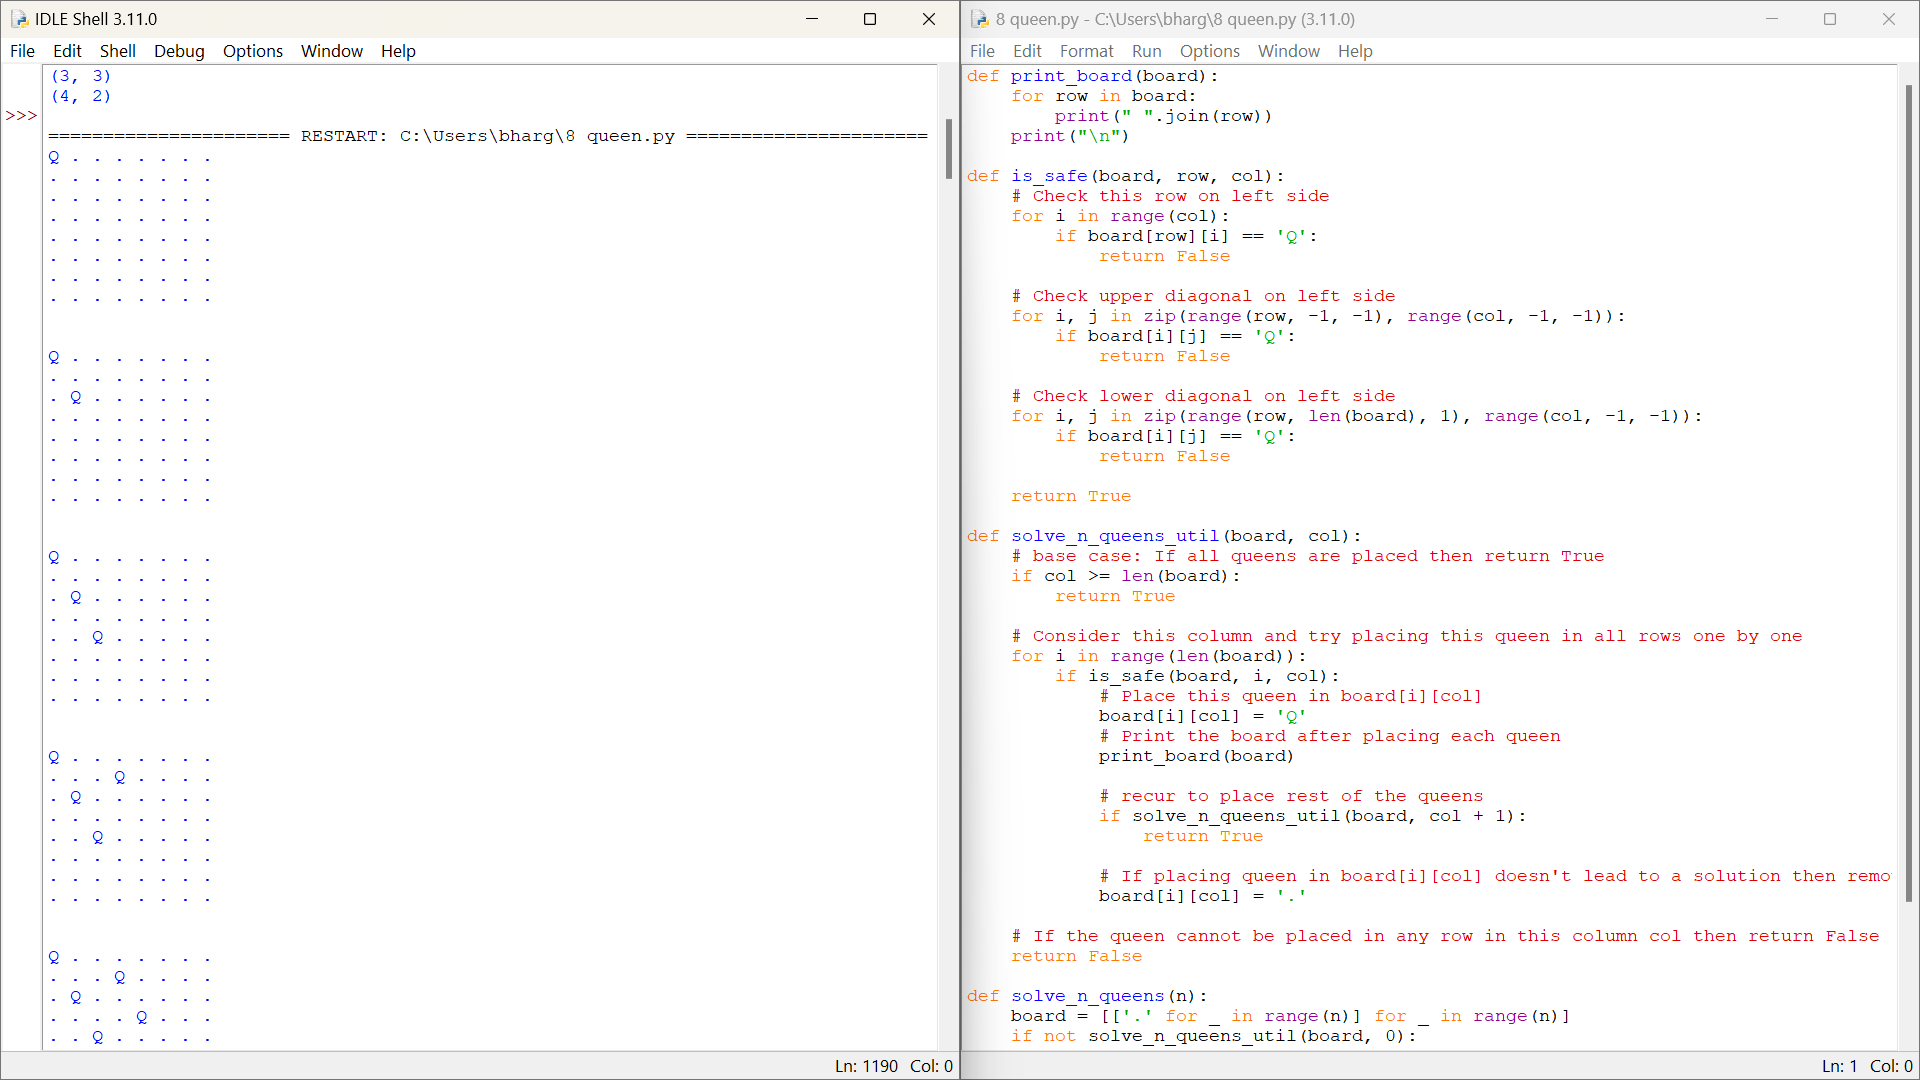 IDLE Shell 3.11.0
File Edit Shell Debug Options Window Help
(3, 3)
(4, 2)
>>>
====================== RESTART: C:\Users\bharg\8 queen.py ======================
Q . . . . . . .
. . . . . . . .
. . . . . . . .
. . . . . . . .
. . . . . . . .
. . . . . . . .
. . . . . . . .
. . . . . . . .
Q . . . . . . .
. . . . . . . .
. Q . . . . . .
. . . . . . . .
. . . . . . . .
. . . . . . . .
. . . . . . . .
. . . . . . . .
Q . . . . . . .
. . . . . . . .
. Q . . . . . .
. . . . . . . .
. . Q . . . . .
. . . . . . . .
. . . . . . . .
. . . . . . . .
Q . . . . . . .
. . . Q . . . .
. Q . . . . . .
. . . . . . . .
. . Q . . . . .
. . . . . . . .
. . . . . . . .
. . . . . . . .
Q . . . . . . .
. . . Q . . . .
. Q . . . . . .
. . . . Q . . .
. . Q . . . . .
Ln: 1190 Col: 0
8 queen.py - C:\Users\bharg\8 queen.py (3.11.0)
File Edit Format Run Options Window Help
def print_board(board):
    for row in board:
        print(" ".join(row))
    print("\n")
def is_safe(board, row, col):
    # Check this row on left side
    for i in range(col):
        if board[row][i] == 'Q':
            return False
    # Check upper diagonal on left side
    for i, j in zip(range(row, -1, -1), range(col, -1, -1)):
        if board[i][j] == 'Q':
            return False
    # Check lower diagonal on left side
    for i, j in zip(range(row, len(board), 1), range(col, -1, -1)):
        if board[i][j] == 'Q':
            return False
    return True
def solve_n_queens_util(board, col):
    # base case: If all queens are placed then return True
    if col >= len(board):
        return True
    # Consider this column and try placing this queen in all rows one by one
    for i in range(len(board)):
        if is_safe(board, i, col):
            # Place this queen in board[i][col]
            board[i][col] = 'Q'
            # Print the board after placing each queen
            print_board(board)
            # recur to place rest of the queens
            if solve_n_queens_util(board, col + 1):
                return True
            # If placing queen in board[i][col] doesn't lead to a solution then remo
            board[i][col] = '.'
    # If the queen cannot be placed in any row in this column col then return False
    return False
def solve_n_queens(n):
    board = [['.' for _ in range(n)] for _ in range(n)]
    if not solve_n_queens_util(board, 0):
Ln: 1 Col: 0